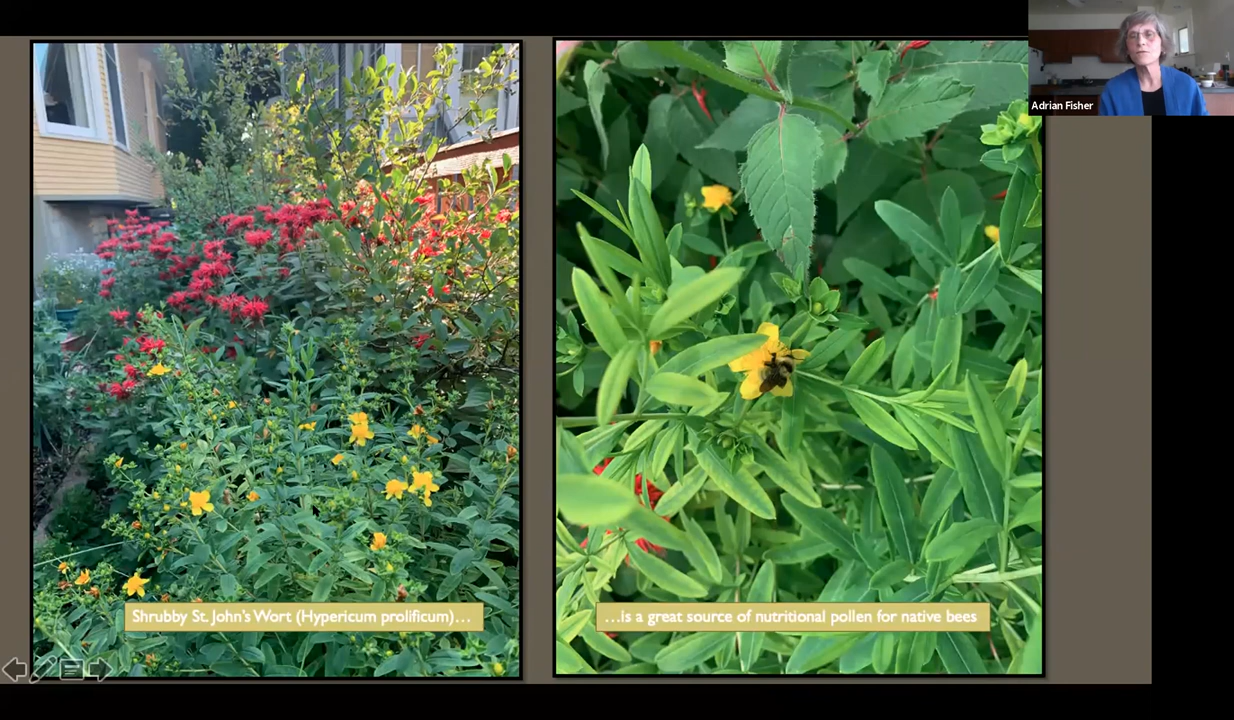 Adrian Fisher
Shrubby St. John's Wort (Hypericum prolificum)…
…is a great source of nutritional pollen for native bees